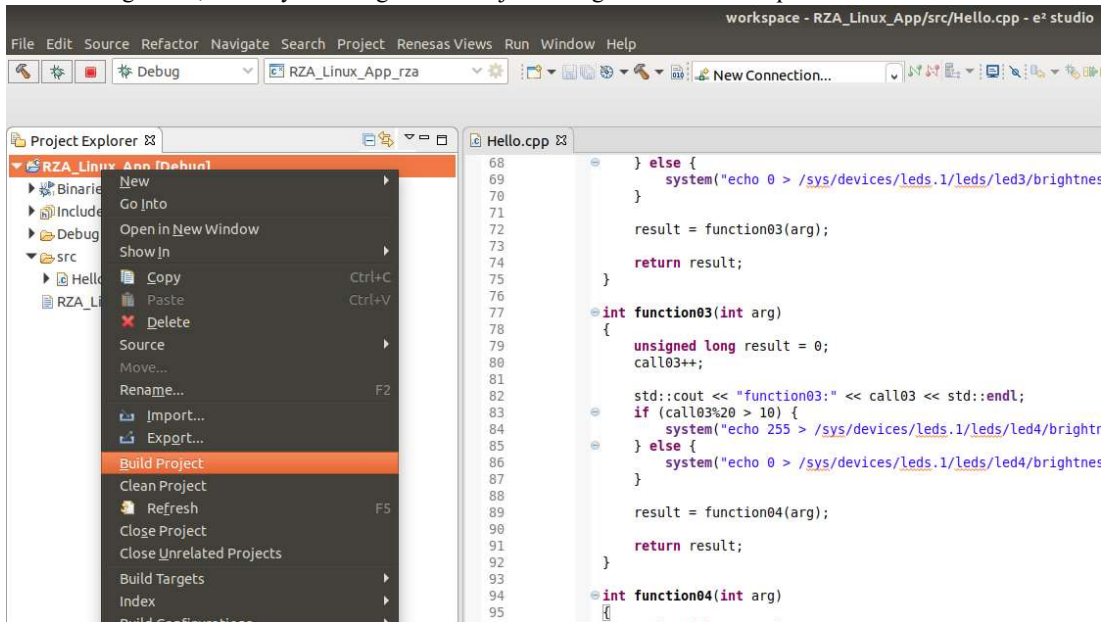 workspace - RZA_Linux_App/src/Hello.cpp - e² studio
File Edit Source Refactor Navigate Search Project Renesas Views Run Window Help
Debug RZA_Linux_App_rza New Connection...
Project Explorer
RZA_Linux_App [Debug]
Binarie
Include
Debug
src
Hello
RZA_Li
New
Go Into
Open in New Window
Show In
Copy Ctrl+C
Paste Ctrl+V
Delete
Source
Move...
Rename... F2
Import...
Export...
Build Project
Clean Project
Refresh F5
Close Project
Close Unrelated Projects
Build Targets
Index
Hello.cpp
68 } else {
69 system("echo 0 > /sys/devices/leds.1/leds/led3/brightnes
70 }
71
72 result = function03(arg);
73
74 return result;
75 }
76
77 int function03(int arg)
78 {
79 unsigned long result = 0;
80 call03++;
81
82 std::cout << "function03:" << call03 << std::endl;
83 if (call03%20 > 10) {
84 system("echo 255 > /sys/devices/leds.1/leds/led4/brightn
85 } else {
86 system("echo 0 > /sys/devices/leds.1/leds/led4/brightnes
87 }
88
89 result = function04(arg);
90
91 return result;
92 }
93
94 int function04(int arg)
95 {